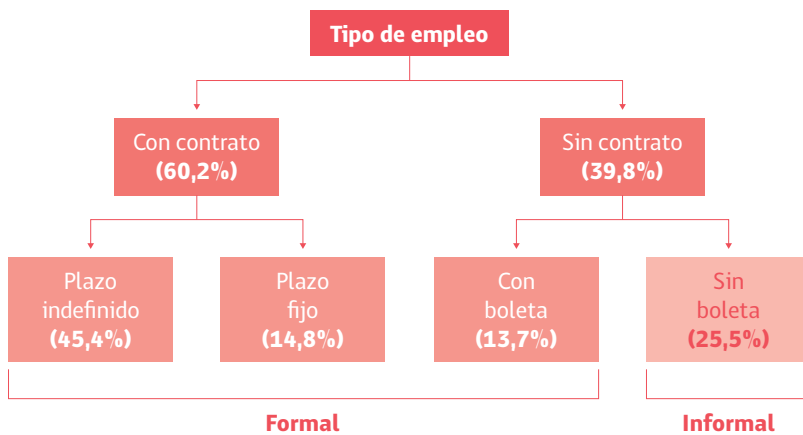 Tipo de empleo
Con contrato
(60,2%)
Sin contrato
(39,8%)
Plazo
indefinido
(45,4%)
Plazo
fijo
(14,8%)
Con
boleta
(13,7%)
Sin
boleta
(25,5%)
Formal
Informal